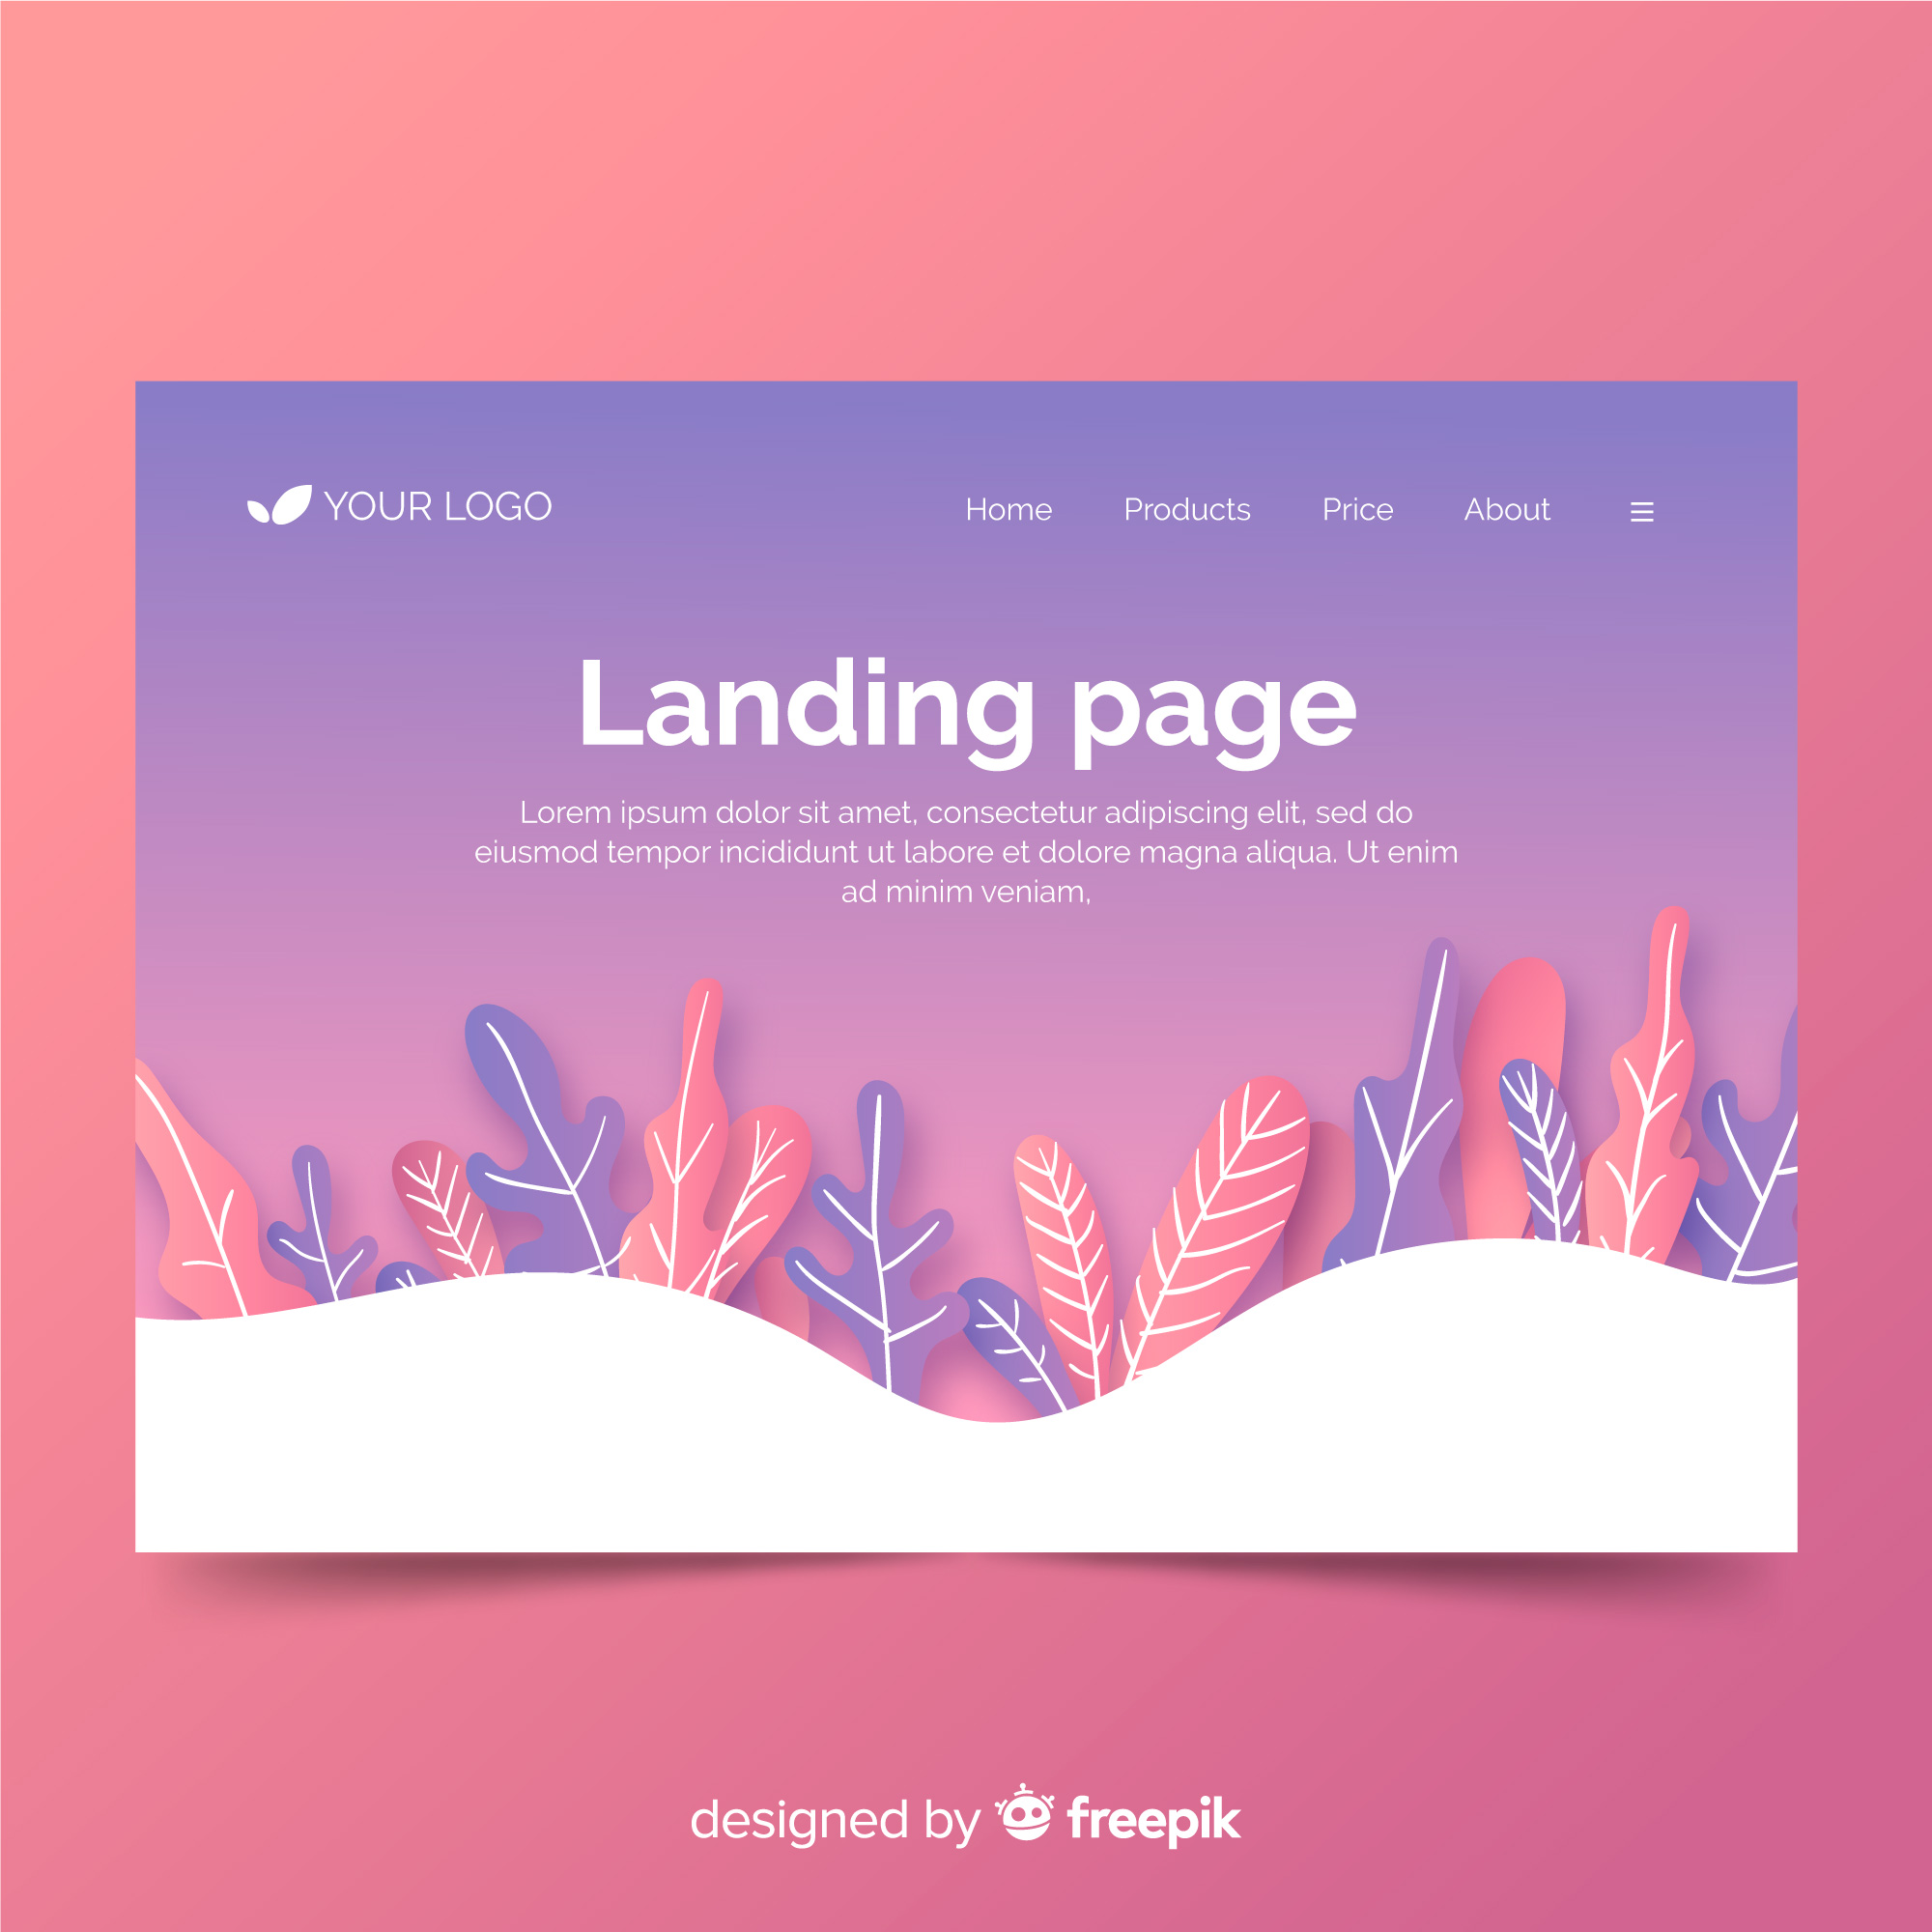 YOUR LOGO
Home Products Price About
Landing page
Lorem ipsum dolor sit amet, consectetur adipiscing elit, sed do
eiusmod tempor incididunt ut labore et dolore magna aliqua. Ut enim
ad minim veniam,
designed by freepik